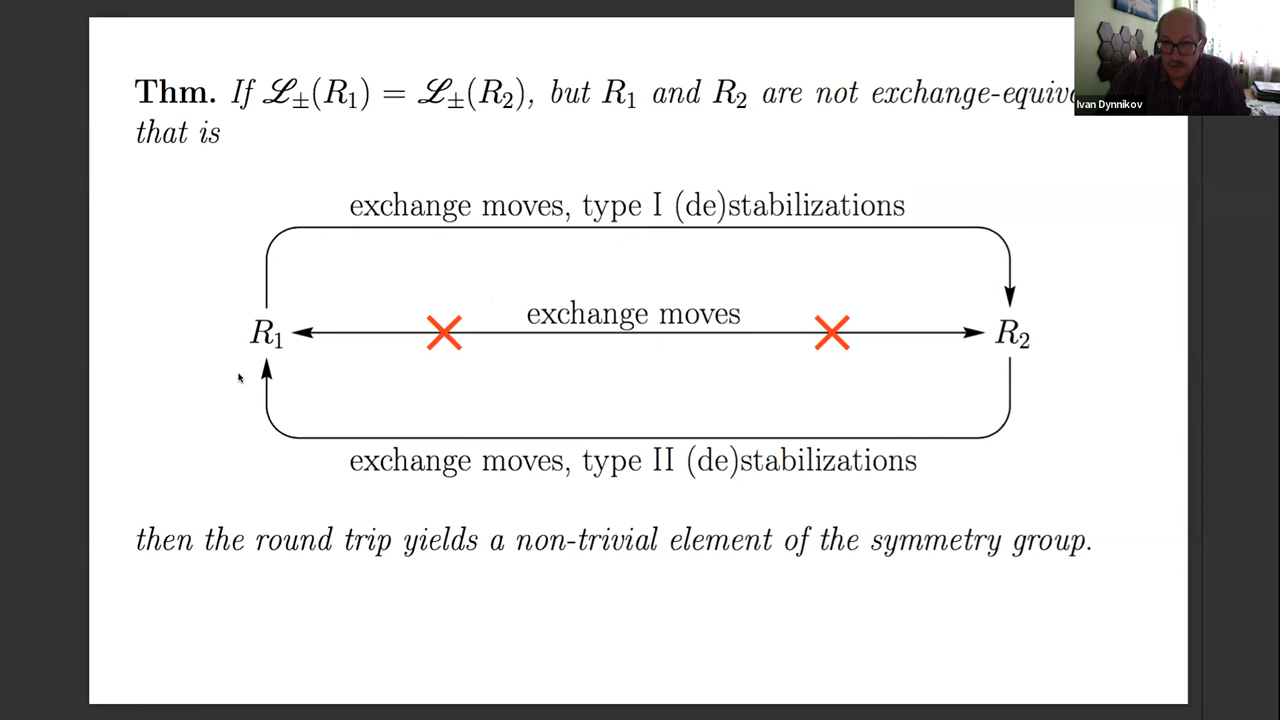 Thm. If ℒ±(R₁) = ℒ±(R₂), but R₁ and R₂ are not
that is
exchange moves, type I (de)stabilizations
exchange moves
R₁ R₂
exchange moves, type II (de)stabilizations
then the round trip yields a non-trivial element of the symmetry group.
Ivan Dynnikov